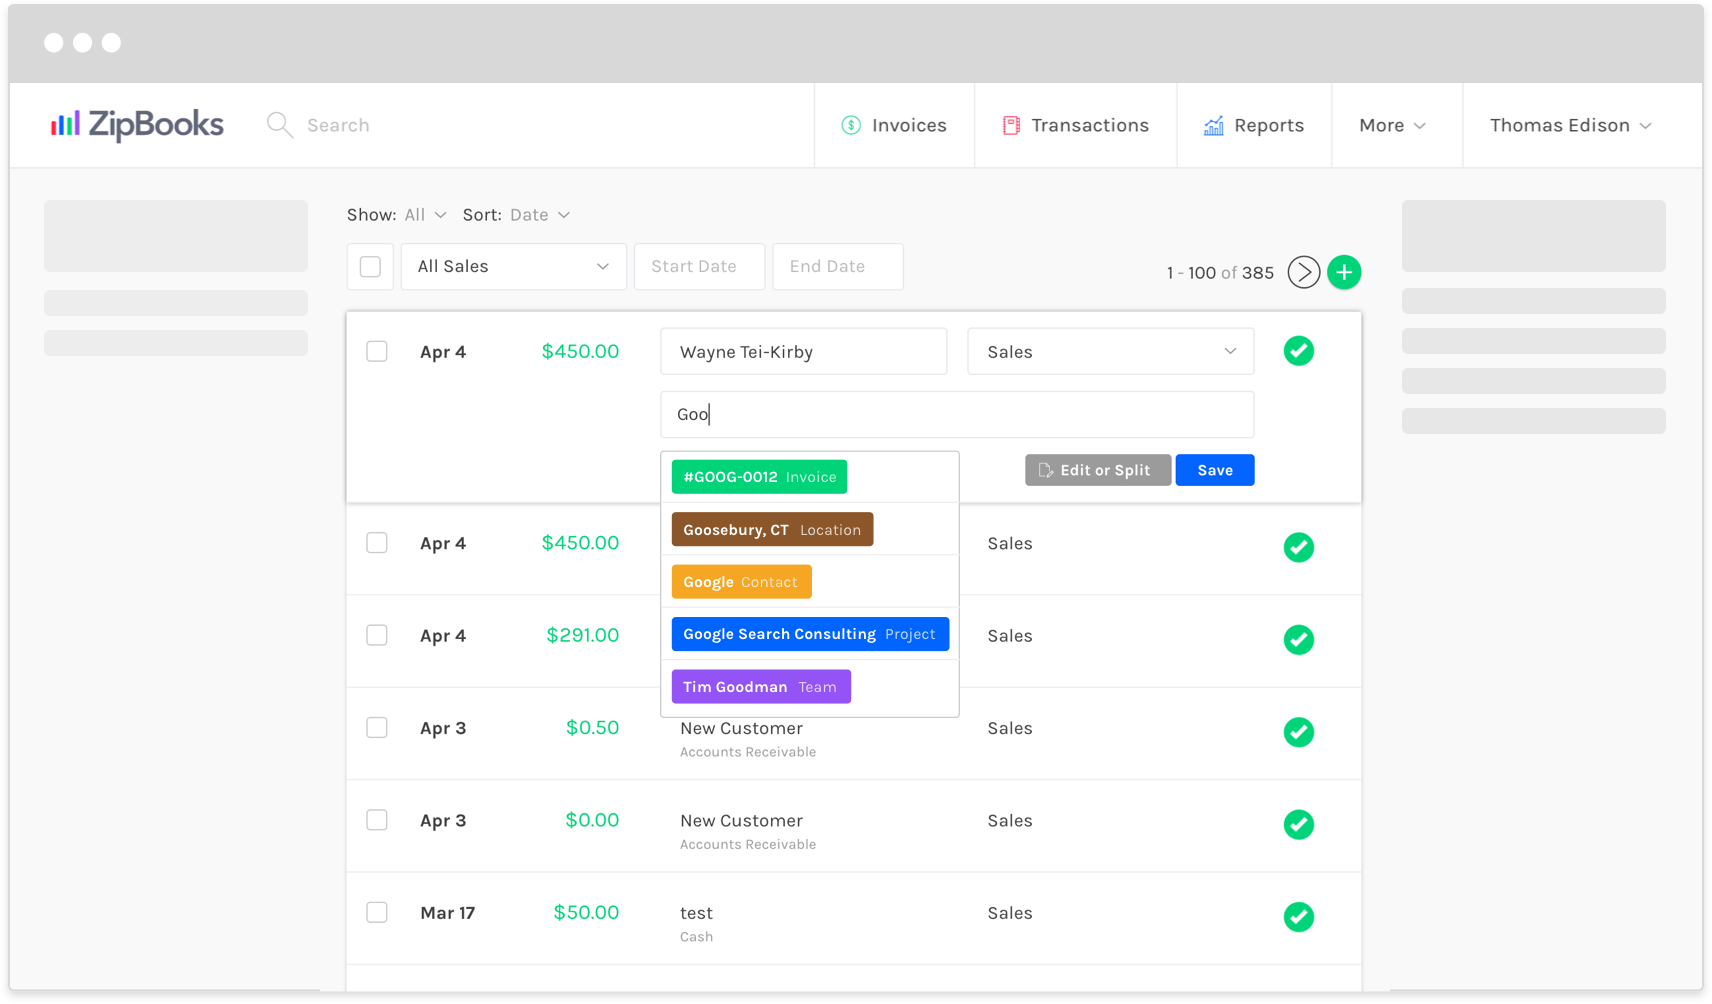 ZipBooks Search Invoices Transactions Reports More Thomas Edison
Show: All Sort: Date
All Sales Start Date End Date 1 - 100 of 385
Apr 4 $450.00 Wayne Tei-Kirby Sales
Goo
#GOOG-0012 Invoice Edit or Split Save
Goosebury, CT Location
Apr 4 $450.00 Sales
Google Contact
Google Search Consulting Project
Apr 4 $291.00 Sales
Tim Goodman Team
Apr 3 $0.50 New Customer Sales
Accounts Receivable
Apr 3 $0.00 New Customer Sales
Accounts Receivable
Mar 17 $50.00 test Sales
Cash